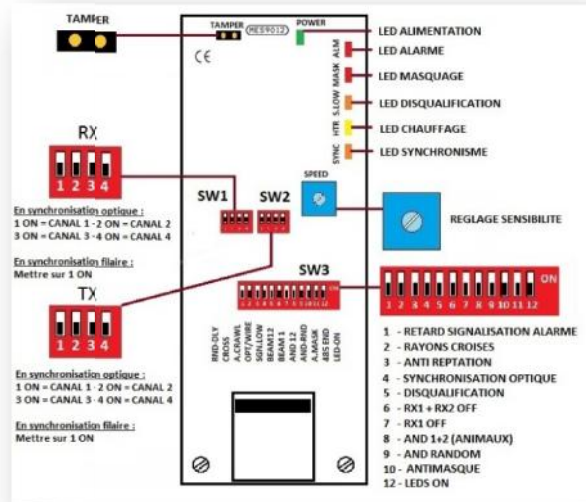 TAMPER
TAMPER
MES9012
POWER
CE
ALM
MASK
S.LOW
HTR
SYNC
LED ALIMENTATION
LED ALARME
LED MASQUAGE
LED DISQUALIFICATION
LED CHAUFFAGE
LED SYNCHRONISME
RX
1 2 3 4
En synchronisation optique :
1 ON = CANAL 1 - 2 ON = CANAL 2
3 ON = CANAL 3 - 4 ON = CANAL 4
En synchronisation filaire :
Mettre sur 1 ON
SW1
SW2
SPEED
REGLAGE SENSIBILITE
TX
1 2 3 4
En synchronisation optique :
1 ON = CANAL 1 - 2 ON = CANAL 2
3 ON = CANAL 3 - 4 ON = CANAL 4
En synchronisation filaire :
Mettre sur 1 ON
SW3
RND-DLY
CROSS
A.CRAWL
OPT/WIRE
SGN.LOW
BEAM12
BEAM 1
AND 12
AND-RND
A.MASK
485 END
LED-ON
ON
1 2 3 4 5 6 7 8 9 10 11 12
1 - RETARD SIGNALISATION ALARME
2 - RAYONS CROISES
3 - ANTI REPTATION
4 - SYNCHRONISATION OPTIQUE
5 - DISQUALIFICATION
6 - RX1 + RX2 OFF
7 - RX1 OFF
8 - AND 1+2 (ANIMAUX)
9 - AND RANDOM
10 - ANTIMASQUE
12 - LEDS ON